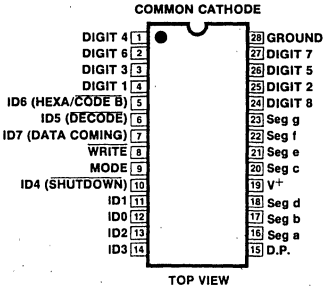 COMMON CATHODE
DIGIT 4 1 28 GROUND
DIGIT 6 2 27 DIGIT 7
DIGIT 3 3 26 DIGIT 5
DIGIT 1 4 25 DIGIT 2
ID6 (HEXA/CODE B) 5 24 DIGIT 8
ID5 (DECODE) 6 23 Seg g
ID7 (DATA COMING) 7 22 Seg f
WRITE 8 21 Seg e
MODE 9 20 Seg c
ID4 (SHUTDOWN) 10 19 V+
ID1 11 18 Seg d
ID0 12 17 Seg b
ID2 13 16 Seg a
ID3 14 15 D.P.
TOP VIEW